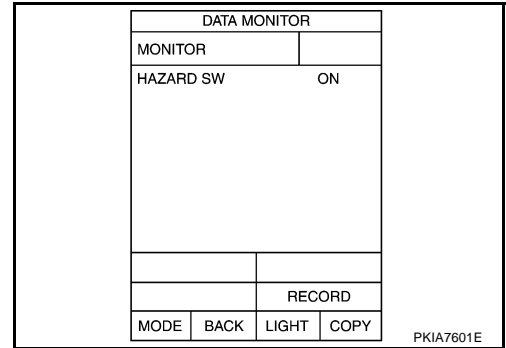 DATA MONITOR
MONITOR
HAZARD SW ON
RECORD
MODE BACK LIGHT COPY
PKIA7601E